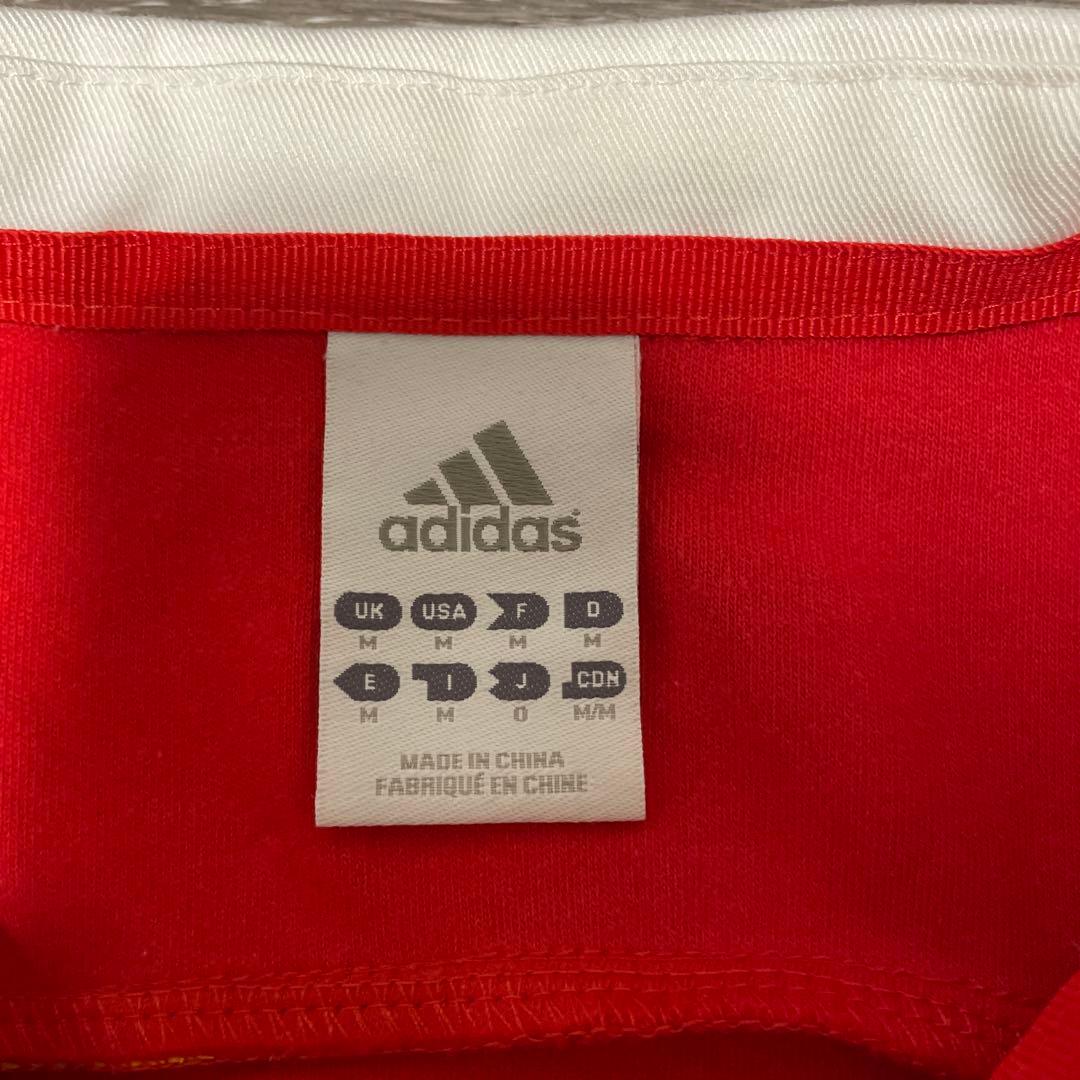 adidas
UK USA F D
M M M M
E I J CDN
M M O M/M
MADE IN CHINA
FABRIQUÉ EN CHINE